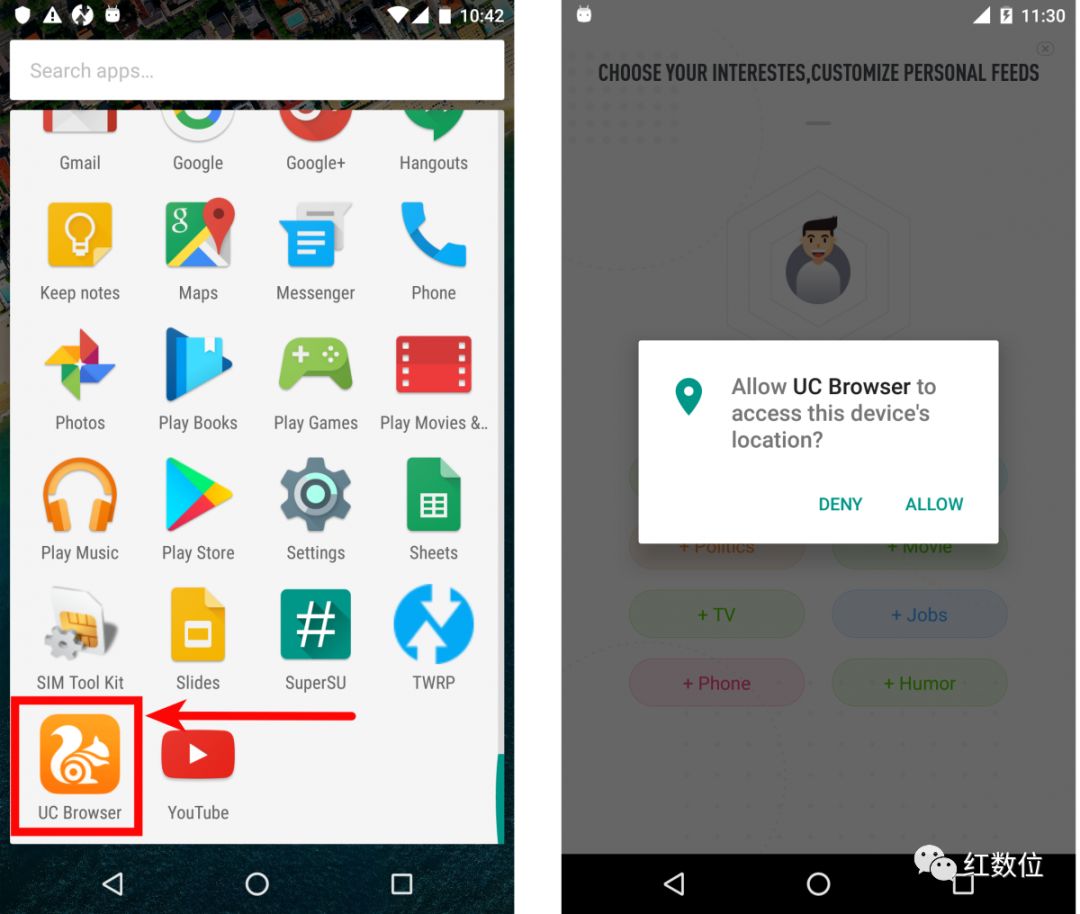 10:42
Search apps…
Gmail
Google
Google+
Hangouts
Keep notes
Maps
Messenger
Phone
Photos
Play Books
Play Games
Play Movies &..
Play Music
Play Store
Settings
Sheets
SIM Tool Kit
Slides
SuperSU
TWRP
UC Browser
YouTube
11:30
CHOOSE YOUR INTERESTES,CUSTOMIZE PERSONAL FEEDS
Allow UC Browser to
access this device's
location?
DENY
ALLOW
+ Politics
+ Movie
+ TV
+ Jobs
+ Phone
+ Humor
红数位